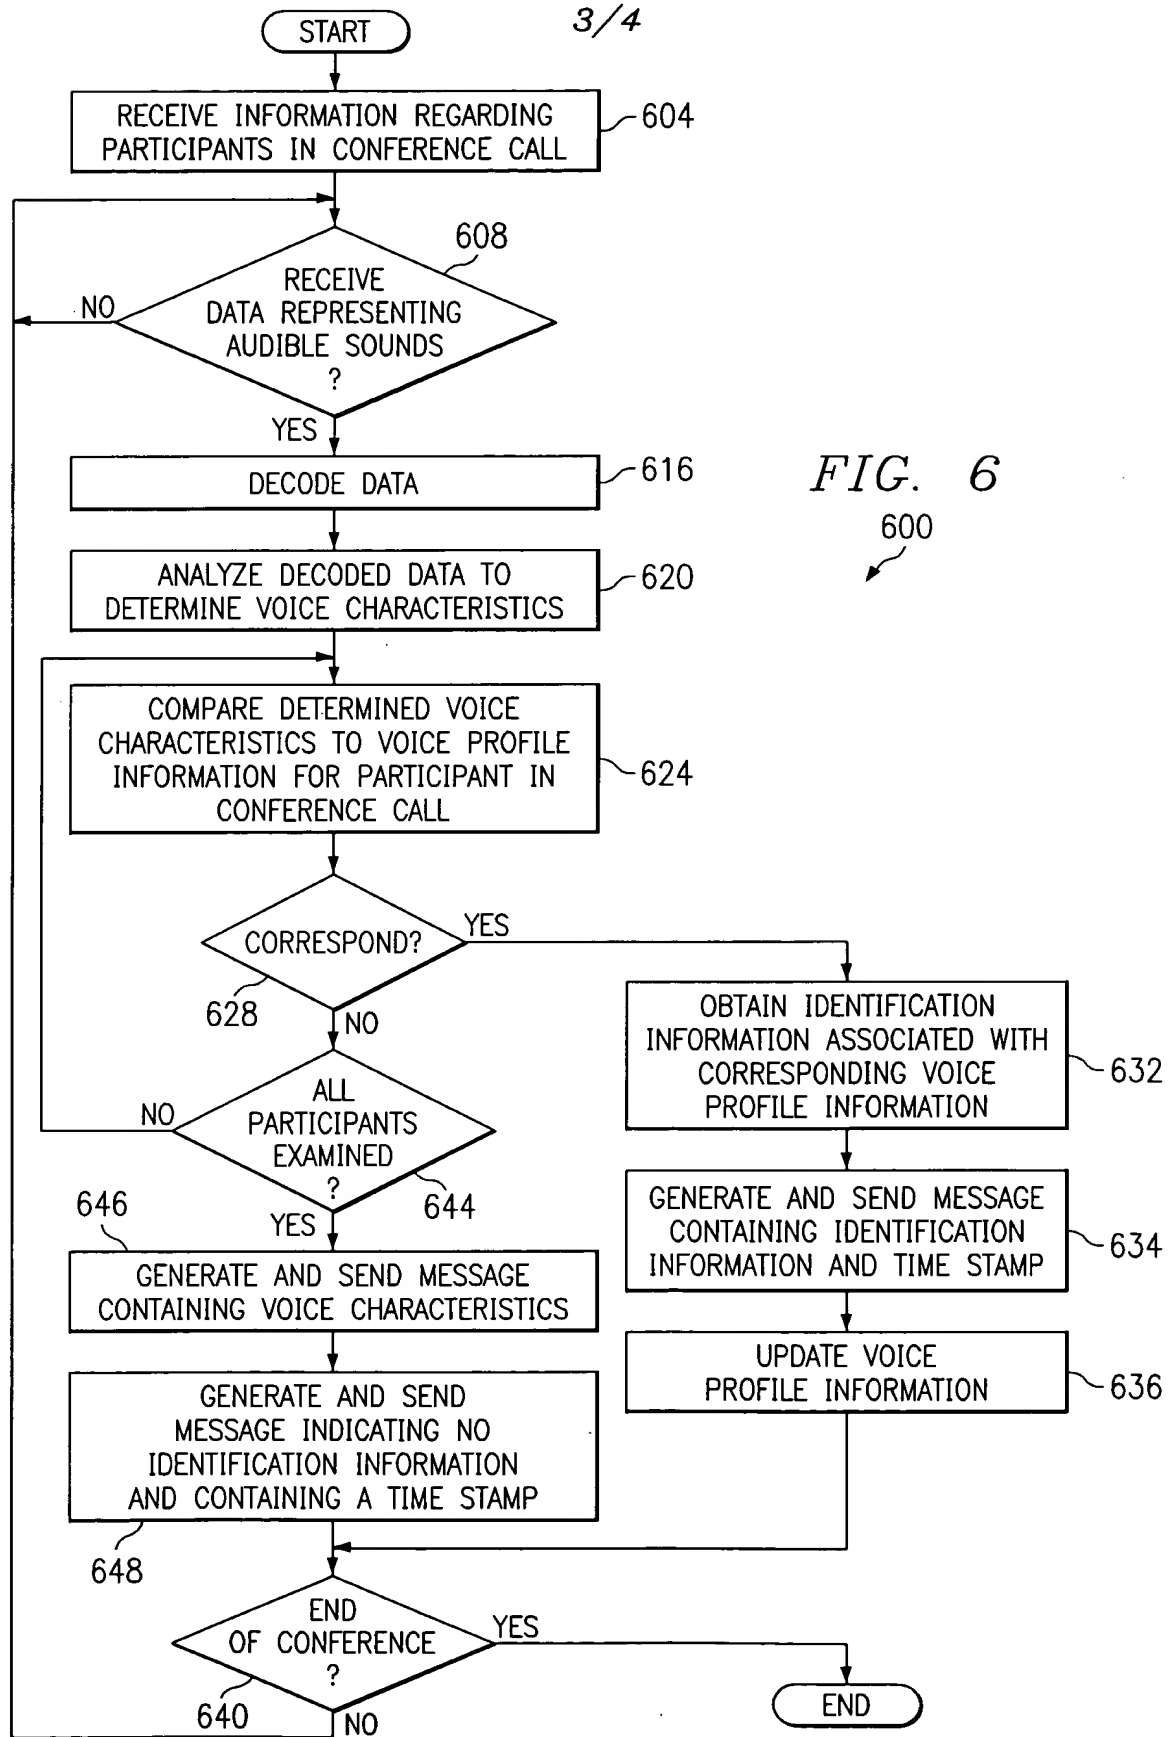 3/4
START
RECEIVE INFORMATION REGARDING
PARTICIPANTS IN CONFERENCE CALL
604
608
RECEIVE
DATA REPRESENTING
AUDIBLE SOUNDS
?
NO
YES
DECODE DATA
616
FIG. 6
600
ANALYZE DECODED DATA TO
DETERMINE VOICE CHARACTERISTICS
620
COMPARE DETERMINED VOICE
CHARACTERISTICS TO VOICE PROFILE
INFORMATION FOR PARTICIPANT IN
CONFERENCE CALL
624
CORRESPOND?
YES
628
NO
OBTAIN IDENTIFICATION
INFORMATION ASSOCIATED WITH
CORRESPONDING VOICE
PROFILE INFORMATION
632
ALL
PARTICIPANTS
EXAMINED
?
NO
644
YES
646
GENERATE AND SEND MESSAGE
CONTAINING IDENTIFICATION
INFORMATION AND TIME STAMP
634
GENERATE AND SEND MESSAGE
CONTAINING VOICE CHARACTERISTICS
UPDATE VOICE
PROFILE INFORMATION
636
GENERATE AND SEND
MESSAGE INDICATING NO
IDENTIFICATION INFORMATION
AND CONTAINING A TIME STAMP
648
END
OF CONFERENCE
?
YES
640
NO
END